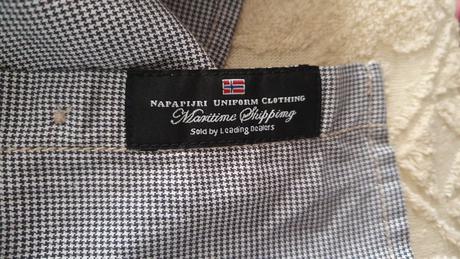 NAPAPIJRI UNIFORM CLOTHING
Maritime Shipping
Sold by Leading Dealers